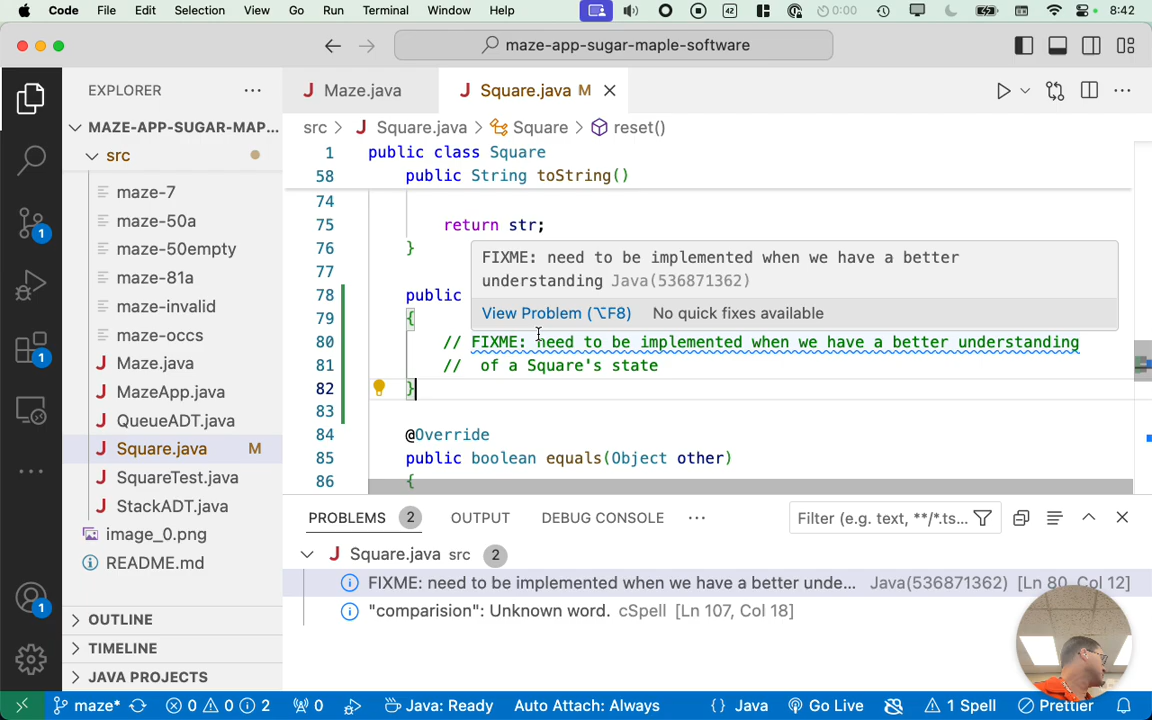 Code File Edit Selection View Go Run Terminal Window Help 42 0:00 8:42
maze-app-sugar-maple-software
EXPLORER
Maze.java
Square.java M
MAZE-APP-SUGAR-MAP...
src
maze-7
maze-50a
maze-50empty
maze-81a
maze-invalid
maze-occs
Maze.java
MazeApp.java
QueueADT.java
Square.java M
SquareTest.java
StackADT.java
image_0.png
README.md
OUTLINE
TIMELINE
JAVA PROJECTS
1
1
1
src > Square.java > Square > reset()
1 public class Square
58 public String toString()
74
75 return str;
76 }
77
78 public
79 {
80 // FIXME: need to be implemented when we have a better understanding
81 // of a Square's state
82 }
83
84 @Override
85 public boolean equals(Object other)
86 {
FIXME: need to be implemented when we have a better
understanding Java(536871362)
View Problem (⌥F8) No quick fixes available
PROBLEMS 2 OUTPUT DEBUG CONSOLE
Filter (e.g. text, **/*.ts...
Square.java src 2
FIXME: need to be implemented when we have a better unde... Java(536871362) [Ln 80, Col 12]
"comparision": Unknown word. cSpell [Ln 107, Col 18]
maze* 0 0 2 0 Java: Ready Auto Attach: Always {} Java Go Live 1 Spell Prettier